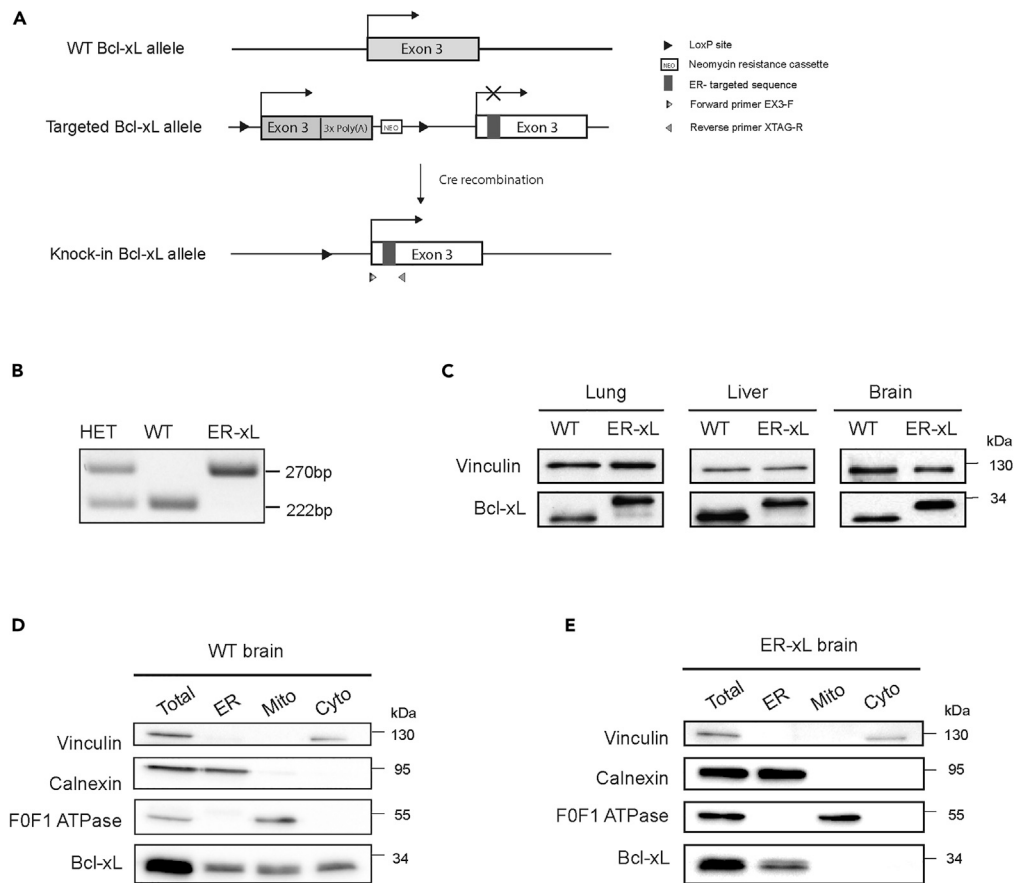 A
WT Bcl-xL allele
Exon 3
LoxP site
NEO Neomycin resistance cassette
ER- targeted sequence
Forward primer EX3-F
Reverse primer XTAG-R
Targeted Bcl-xL allele
Exon 3 3x Poly(A) NEO Exon 3
Cre recombination
Knock-in Bcl-xL allele
Exon 3
B
HET WT ER-xL
270bp
222bp
C
Lung Liver Brain
WT ER-xL WT ER-xL WT ER-xL
kDa
Vinculin 130
Bcl-xL 34
D
WT brain
Total ER Mito Cyto
kDa
Vinculin 130
Calnexin 95
F0F1 ATPase 55
Bcl-xL 34
E
ER-xL brain
Total ER Mito Cyto
kDa
Vinculin 130
Calnexin 95
F0F1 ATPase 55
Bcl-xL 34